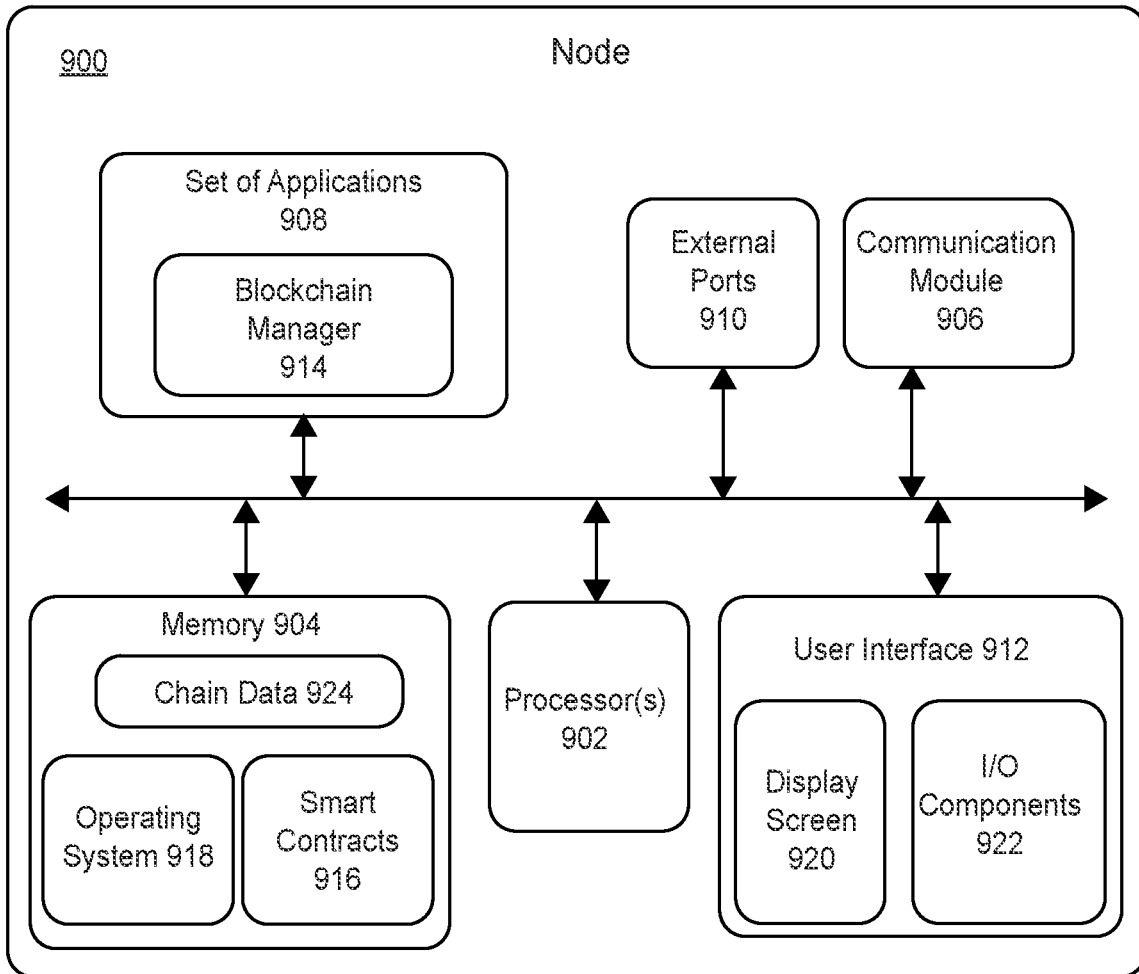 900
Node
Set of Applications
908
Blockchain
Manager
914
External
Ports
910
Communication
Module
906
Memory 904
Chain Data 924
Operating
System 918
Smart
Contracts
916
Processor(s)
902
User Interface 912
Display
Screen
920
I/O
Components
922